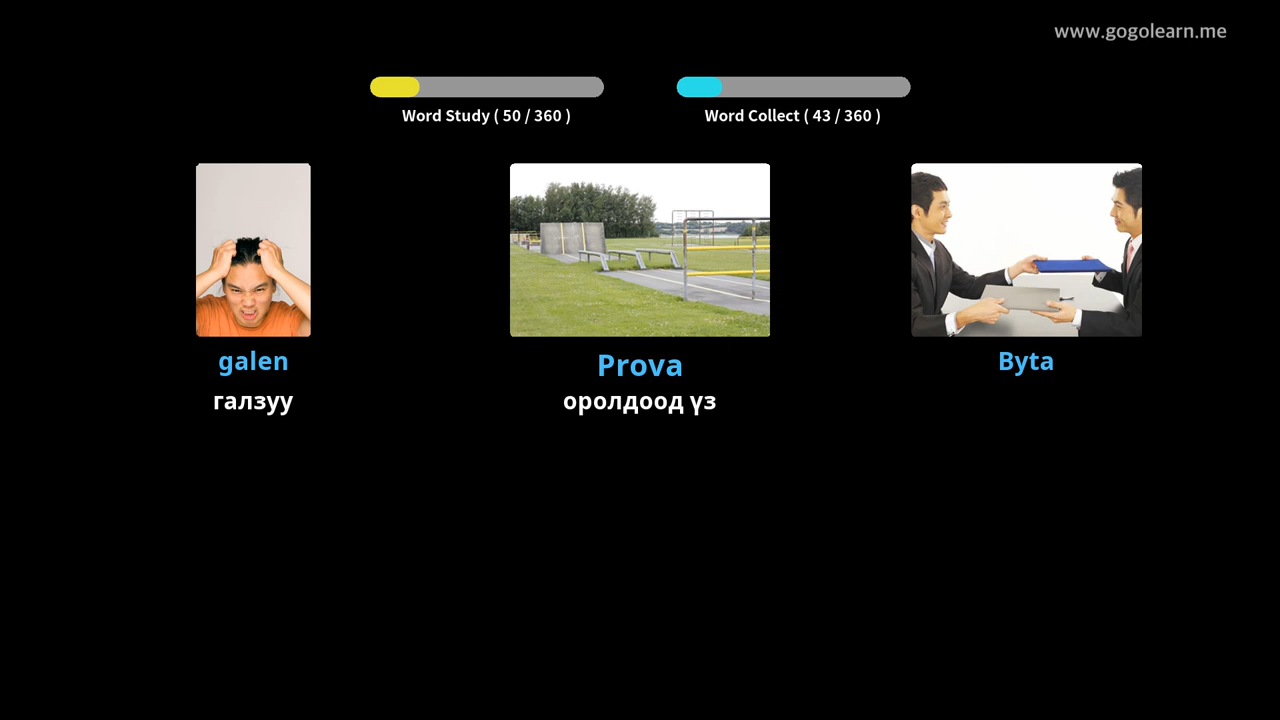 www.gogolearn.me
Word Study ( 50 / 360 )
Word Collect ( 43 / 360 )
galen
Prova
Byta
галзуу
оролдоод үз